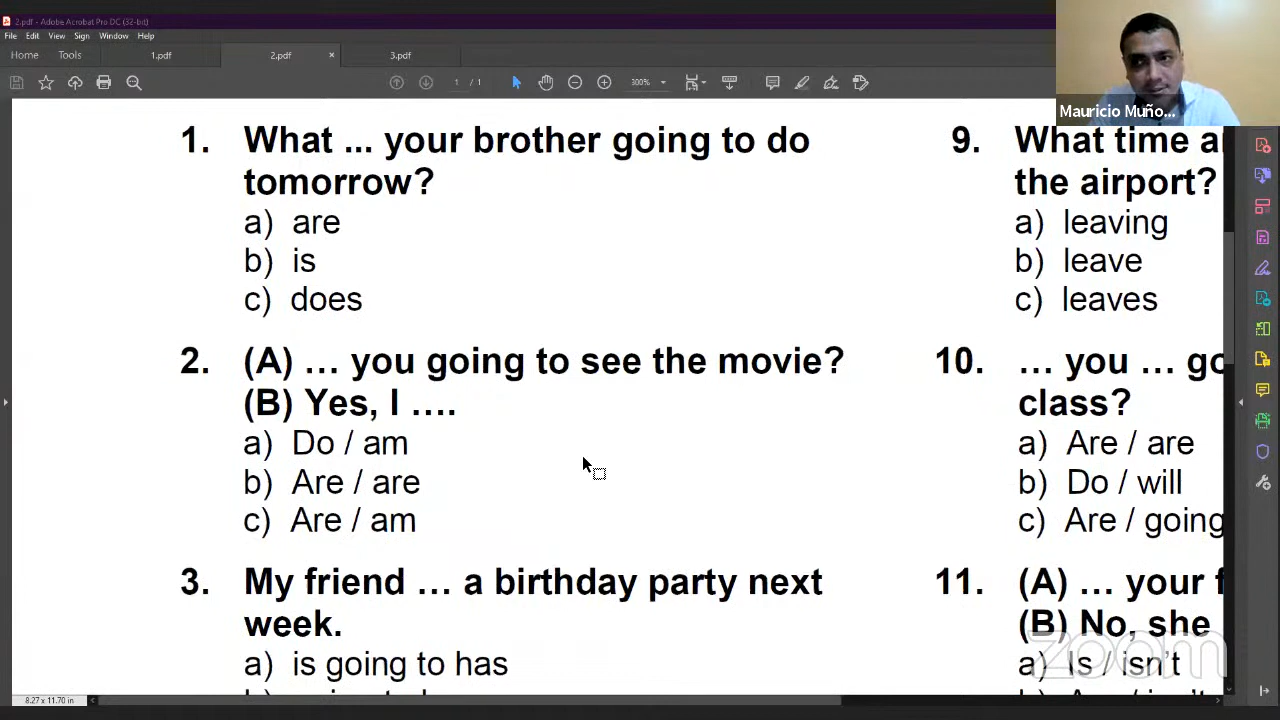 2.pdf - Adobe Acrobat Pro DC (32-bit)
File Edit View Sign Window Help
Home Tools 1.pdf 2.pdf × 3.pdf
1 / 1 300%
Mauricio Muño...
1. What ... your brother going to do
tomorrow?
a) are
b) is
c) does
2. (A) … you going to see the movie?
(B) Yes, I ….
a) Do / am
b) Are / are
c) Are / am
3. My friend … a birthday party next
week.
a) is going to has
9. What time
the airport?
a) leaving
b) leave
c) leaves
10. … you … go
class?
a) Are / are
b) Do / will
c) Are / going
11. (A) … your
(B) No, she
a) Is / isn't
zoom
8.27 x 11.70 in